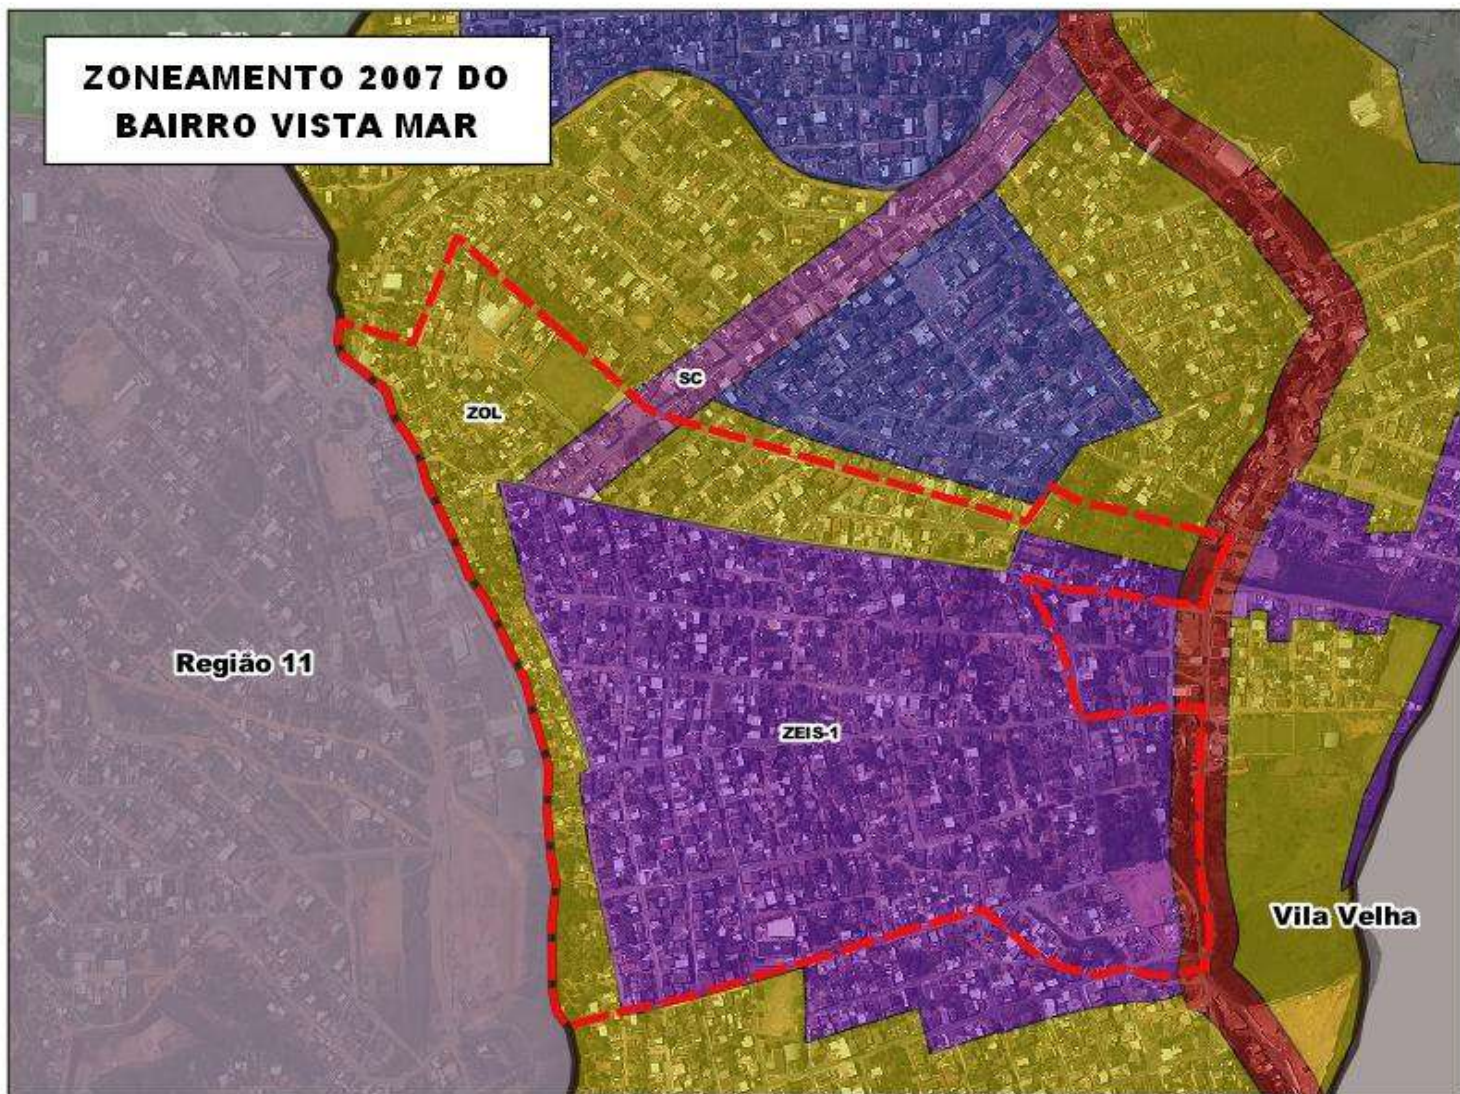 ZONEAMENTO 2007 DO
BAIRRO VISTA MAR
SC
ZOL
Região 11
ZEIS-1
Vila Velha